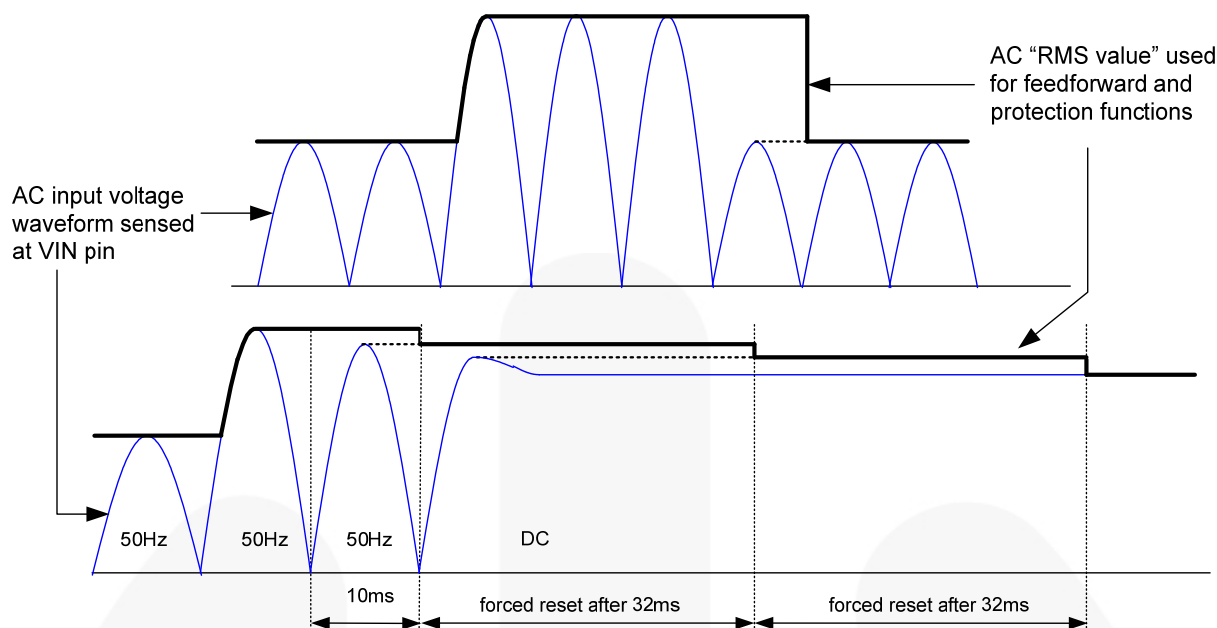 AC “RMS value” used
for feedforward and
protection functions
AC input voltage
waveform sensed
at VIN pin
50Hz
50Hz
50Hz
DC
10ms
forced reset after 32ms
forced reset after 32ms